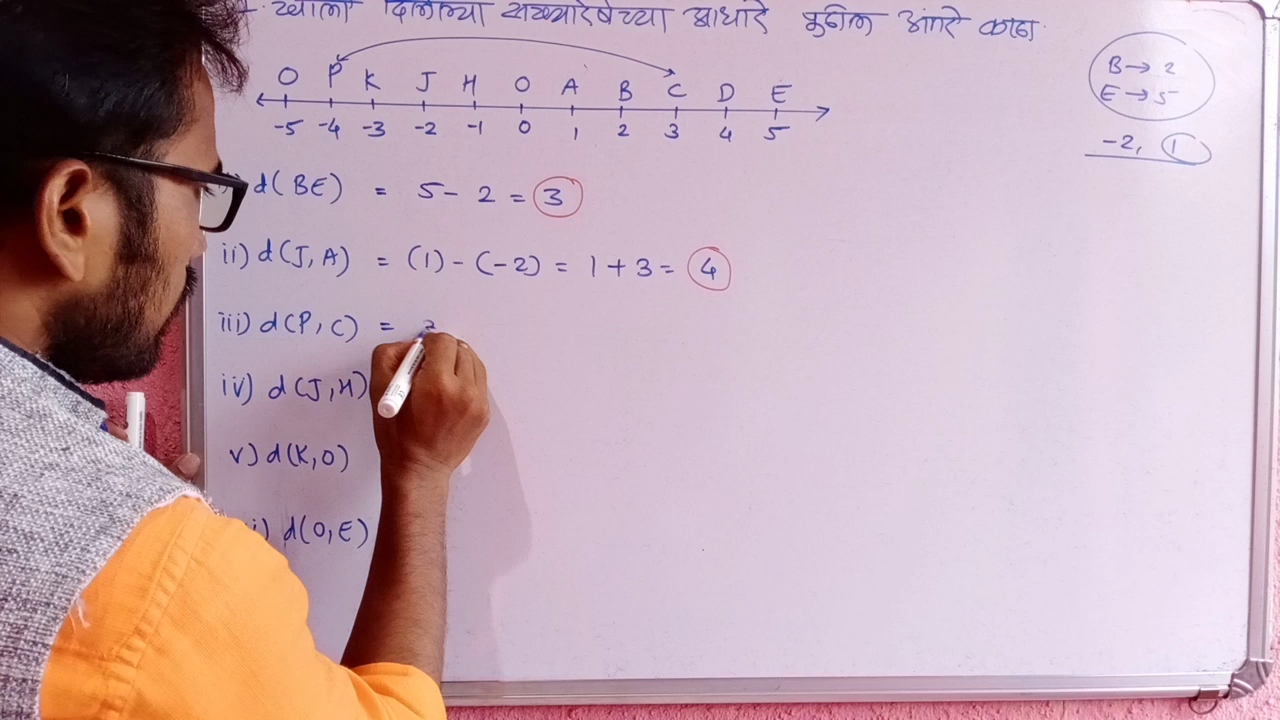 खाली दिलेल्या संख्यारेषेच्या आधारे पुढील अंतरे काढा.
O P K J H O A B C D E
-5 -4 -3 -2 -1 0 1 2 3 4 5
B → 2
E → 5
-2, 1
d(BE) = 5 - 2 = 3
ii) d(J, A) = (1) - (-2) = 1 + 3 = 4
iii) d(P, C) =
iv) d(J, H)
v) d(K, O)
d(O, E)